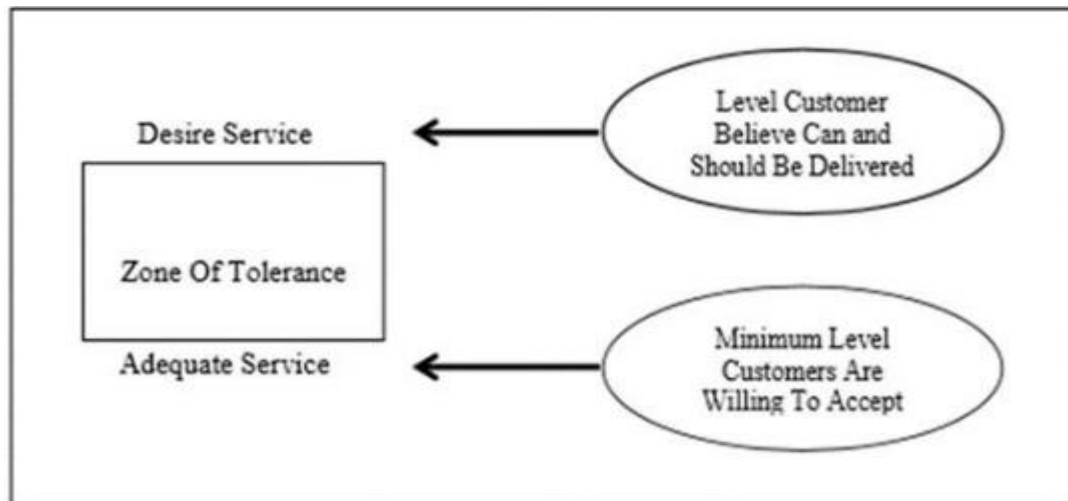 Desire Service
Level Customer
Believe Can and
Should Be Delivered
Zone Of Tolerance
Adequate Service
Minimum Level
Customers Are
Willing To Accept